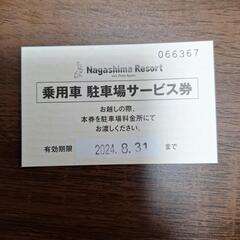 066367
Nagashima Resort
乗用車 駐車場サービス券
お越しの際、
本券を駐車場料金所にて
お渡しください。
有効期限 2024. 8. 31 まで